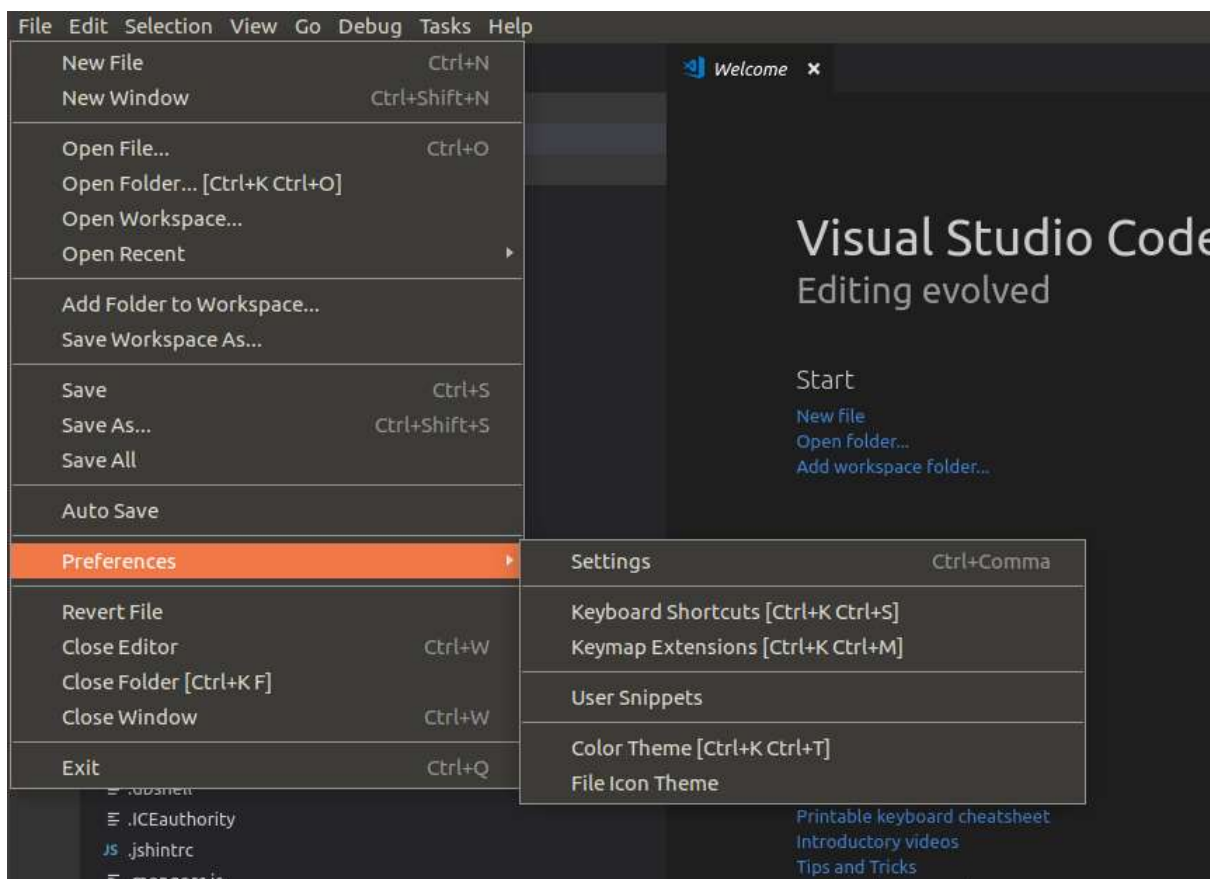 File Edit Selection View Go Debug Tasks Help
New File Ctrl+N
New Window Ctrl+Shift+N
Open File... Ctrl+O
Open Folder... [Ctrl+K Ctrl+O]
Open Workspace...
Open Recent
Add Folder to Workspace...
Save Workspace As...
Save Ctrl+S
Save As... Ctrl+Shift+S
Save All
Auto Save
Preferences
Revert File
Close Editor Ctrl+W
Close Folder [Ctrl+K F]
Close Window Ctrl+W
Exit Ctrl+Q
Settings Ctrl+Comma
Keyboard Shortcuts [Ctrl+K Ctrl+S]
Keymap Extensions [Ctrl+K Ctrl+M]
User Snippets
Color Theme [Ctrl+K Ctrl+T]
File Icon Theme
.ICEauthority
JS .jshintrc
Welcome
Visual Studio Code
Editing evolved
Start
New file
Open folder...
Add workspace folder...
Printable keyboard cheatsheet
Introductory videos
Tips and Tricks